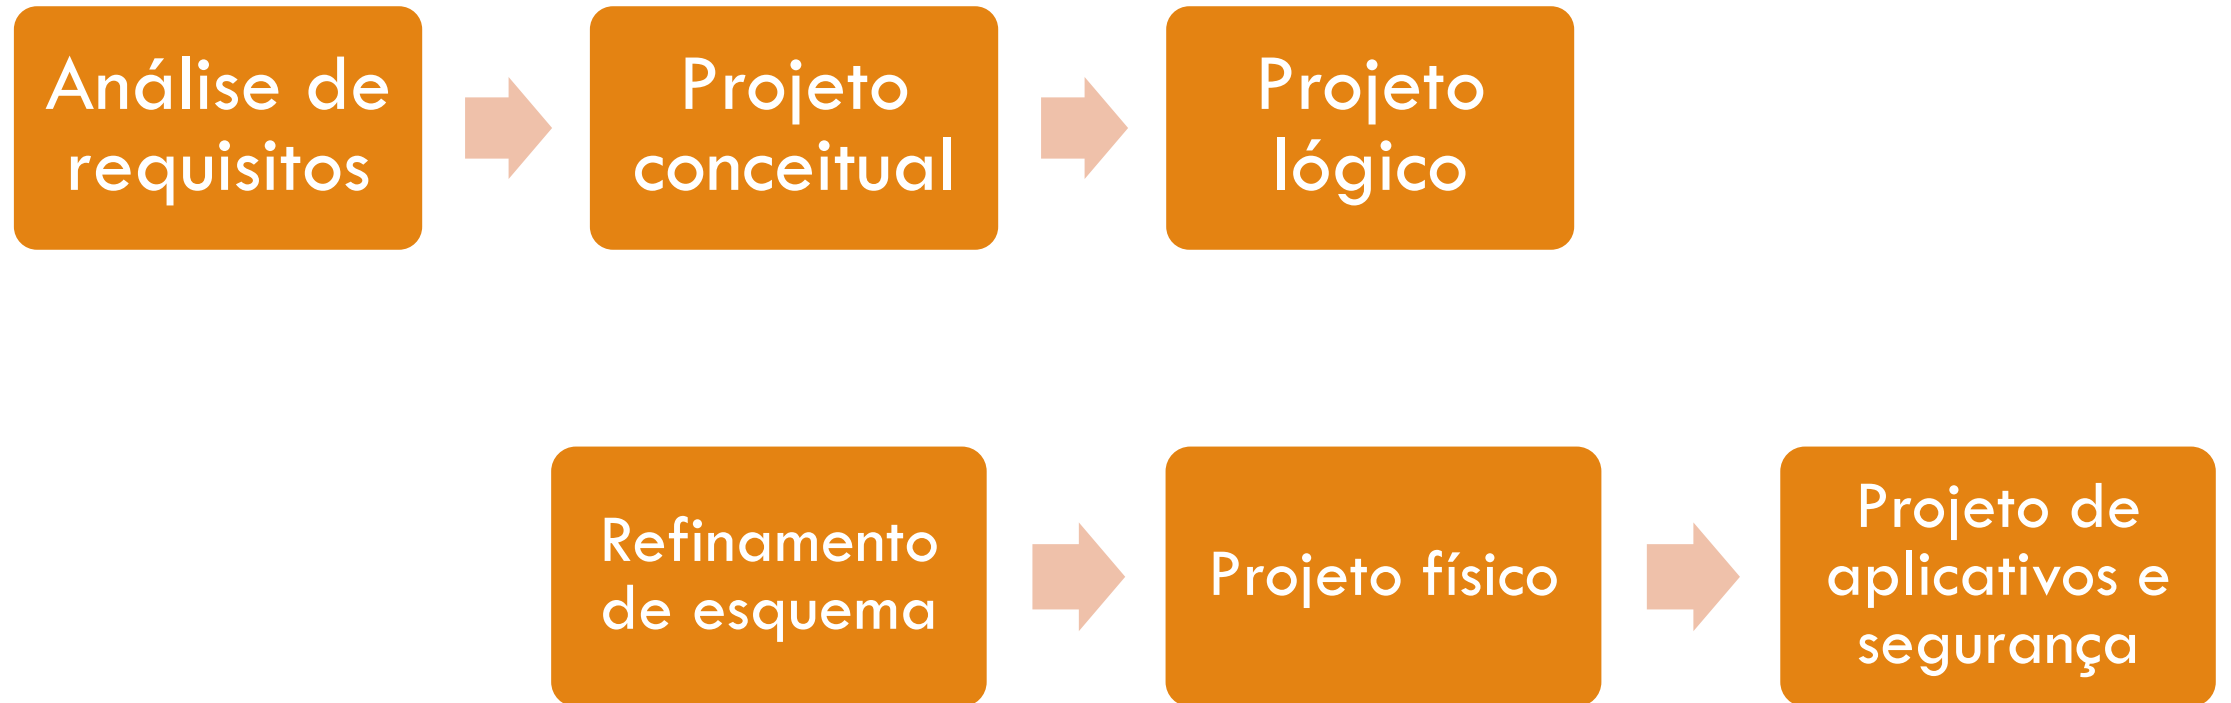 Análise de
requisitos
Projeto
conceitual
Projeto
lógico
Refinamento
de esquema
Projeto físico
Projeto de
aplicativos e
segurança